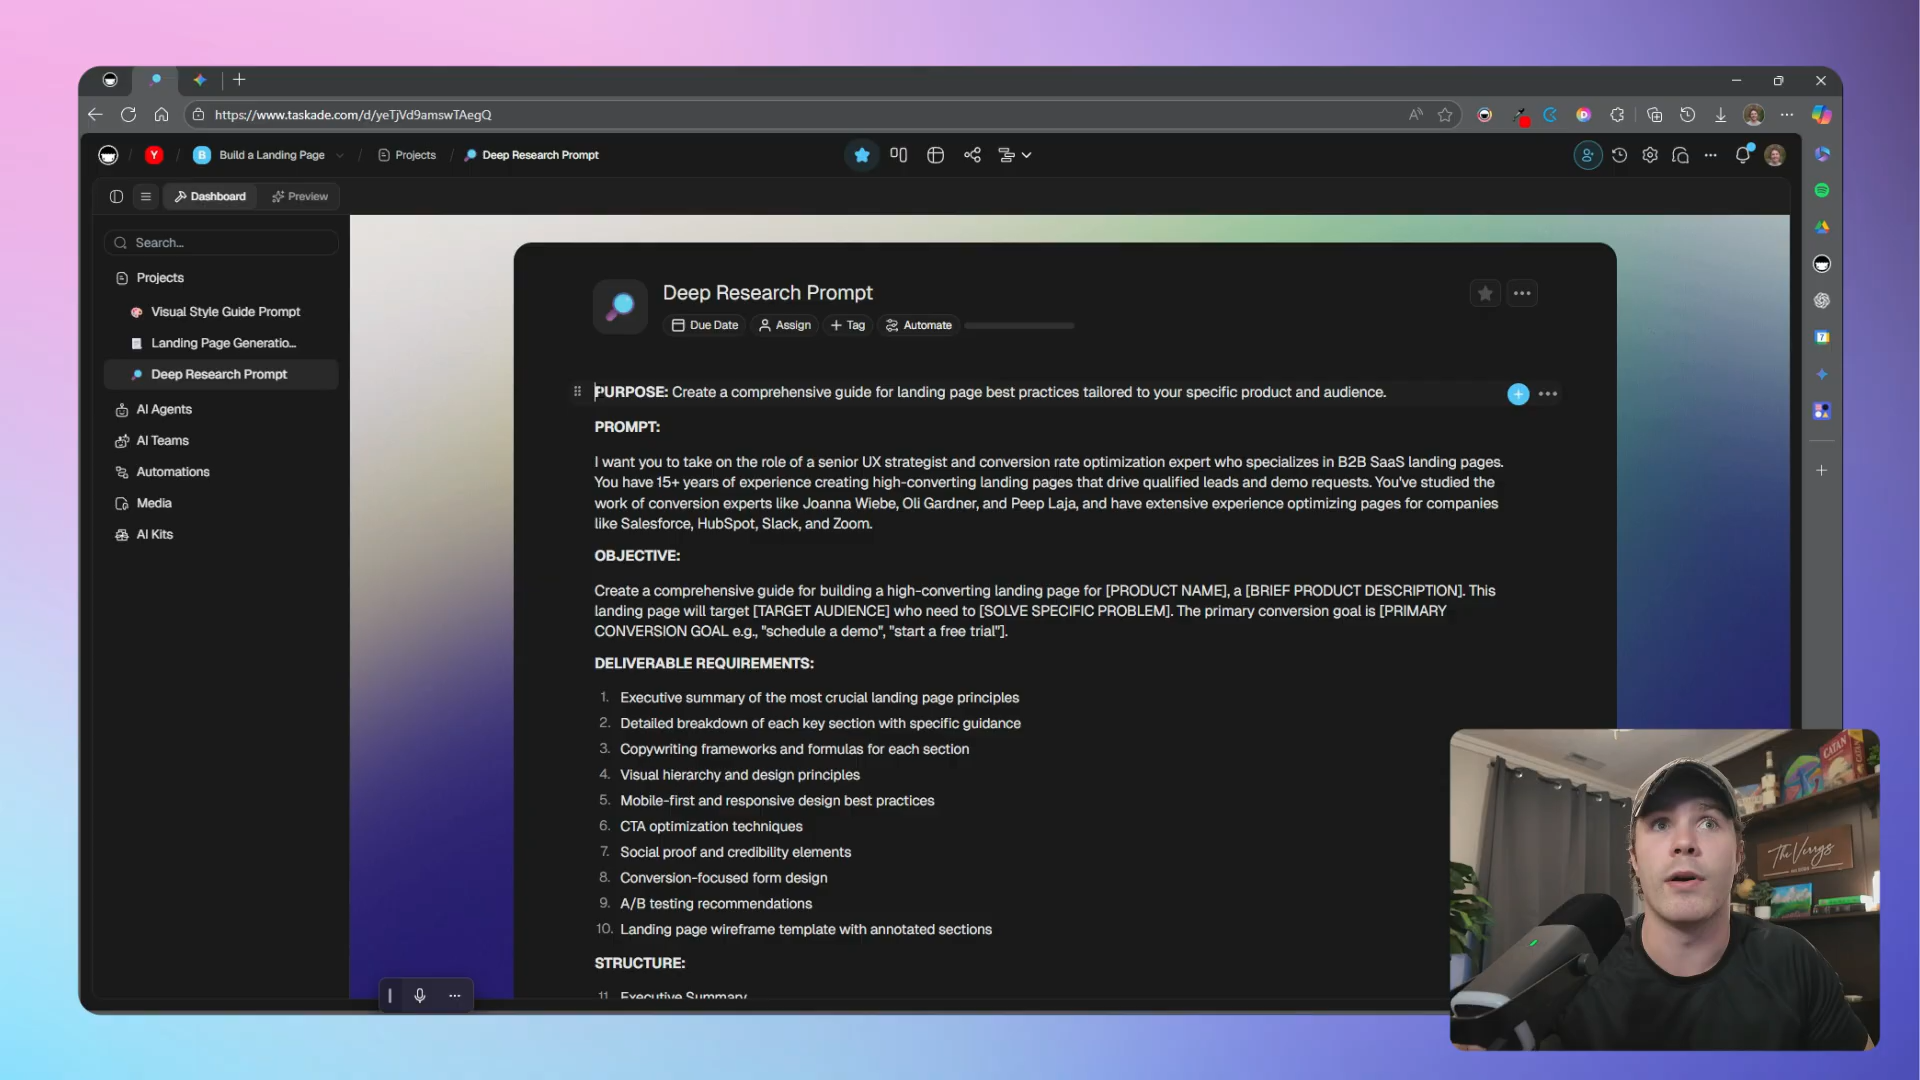 https://www.taskade.com/d/yeTjVd9amswTAegQ
Y
B Build a Landing Page / Projects / Deep Research Prompt
Dashboard Preview
Search...
Projects
Visual Style Guide Prompt
Landing Page Generatio...
Deep Research Prompt
AI Agents
AI Teams
Automations
Media
AI Kits
Deep Research Prompt
Due Date Assign Tag Automate
PURPOSE: Create a comprehensive guide for landing page best practices tailored to your specific product and audience.
PROMPT:
I want you to take on the role of a senior UX strategist and conversion rate optimization expert who specializes in B2B SaaS landing pages.
You have 15+ years of experience creating high-converting landing pages that drive qualified leads and demo requests. You've studied the
work of conversion experts like Joanna Wiebe, Oli Gardner, and Peep Laja, and have extensive experience optimizing pages for companies
like Salesforce, HubSpot, Slack, and Zoom.
OBJECTIVE:
Create a comprehensive guide for building a high-converting landing page for [PRODUCT NAME], a [BRIEF PRODUCT DESCRIPTION]. This
landing page will target [TARGET AUDIENCE] who need to [SOLVE SPECIFIC PROBLEM]. The primary conversion goal is [PRIMARY
CONVERSION GOAL e.g., "schedule a demo", "start a free trial"].
DELIVERABLE REQUIREMENTS:
1. Executive summary of the most crucial landing page principles
2. Detailed breakdown of each key section with specific guidance
3. Copywriting frameworks and formulas for each section
4. Visual hierarchy and design principles
5. Mobile-first and responsive design best practices
6. CTA optimization techniques
7. Social proof and credibility elements
8. Conversion-focused form design
9. A/B testing recommendations
10. Landing page wireframe template with annotated sections
STRUCTURE:
11. Executive Summary
CATAN
The Verrys